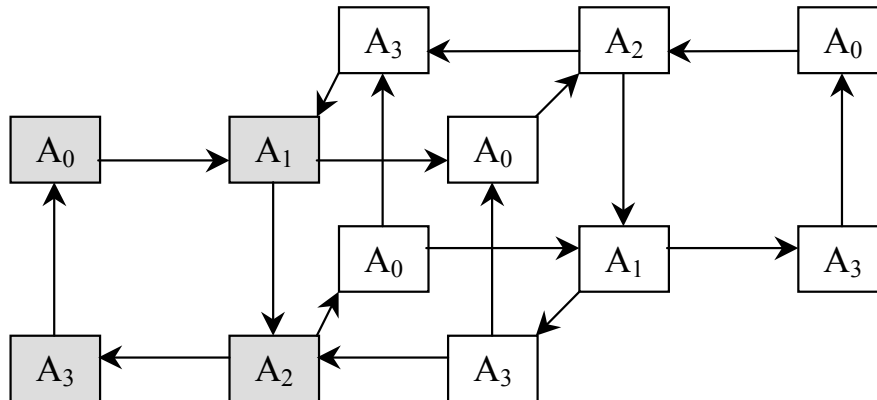 A₃ A₂ A₀
A₀ A₁ A₀
A₀ A₁ A₃
A₃ A₂ A₃